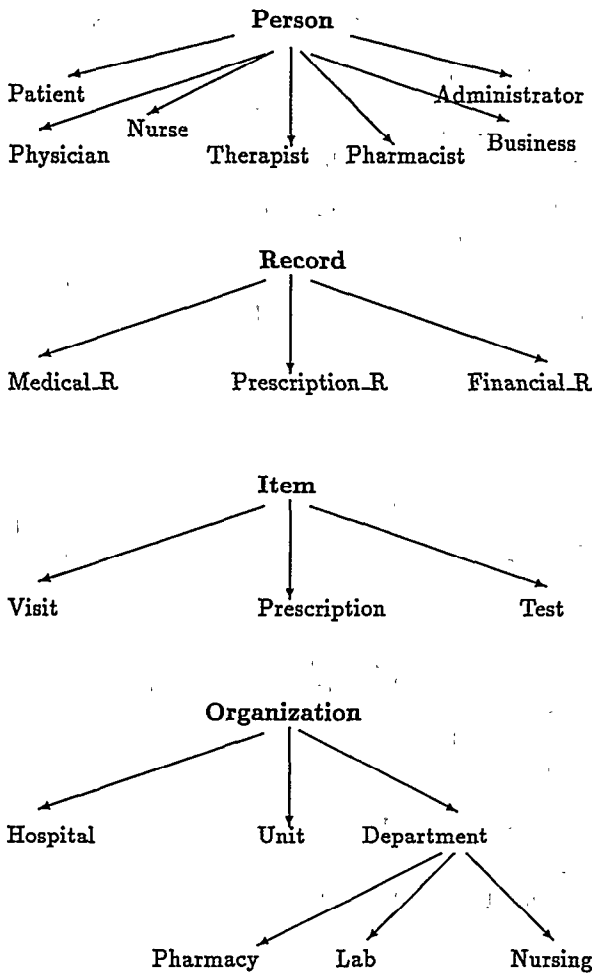 Person
Patient Administrator
Nurse
Physician Therapist Pharmacist Business
Record
Medical_R Prescription_R Financial_R
Item
Visit Prescription Test
Organization
Hospital Unit Department
Pharmacy Lab Nursing